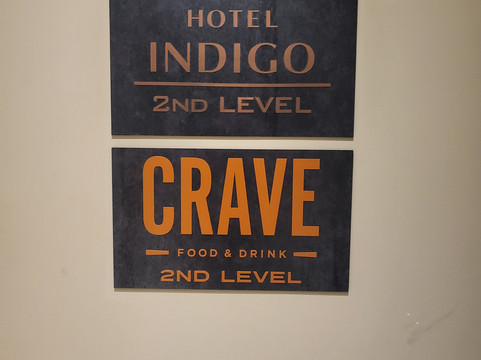 HOTEL
INDIGO
2ND LEVEL
CRAVE
FOOD & DRINK
2ND LEVEL